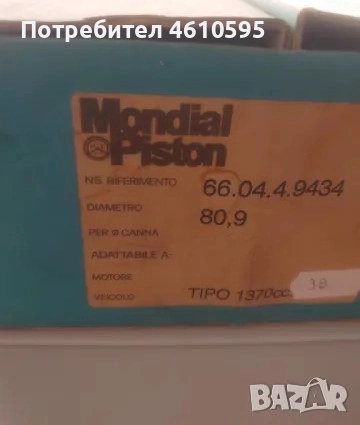 Потребител 4610595
Mondial
Piston
NS. RIFERIMENTO 66.04.4.9434
DIAMETRO 80,9
PER Ø CANNA
ADATTABILE A:
MOTORE
VEICOLO TIPO 1370cc
38
BAZAR